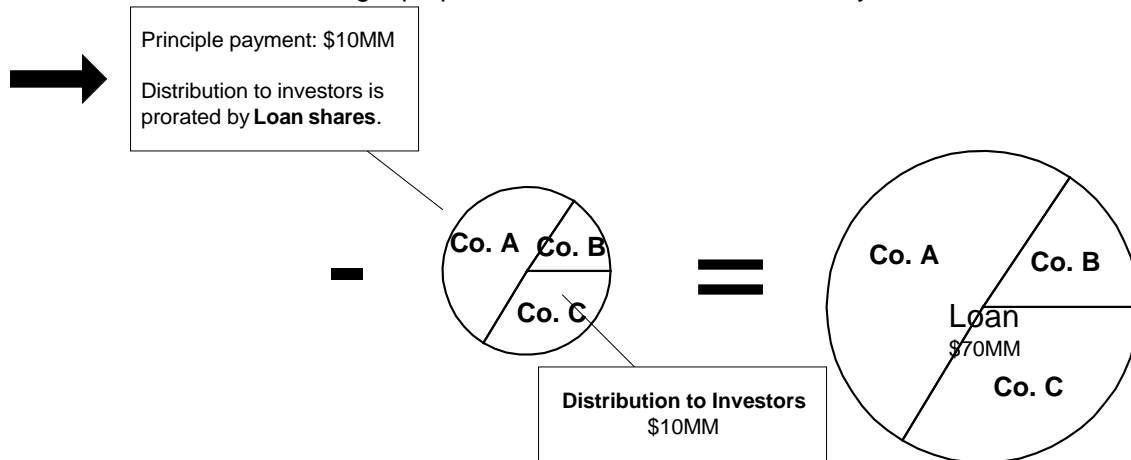 Principle payment: $10MM
Distribution to investors is
prorated by Loan shares.
Co. A
Co. B
Co. C
Distribution to Investors
$10MM
Co. A
Co. B
Loan
$70MM
Co. C